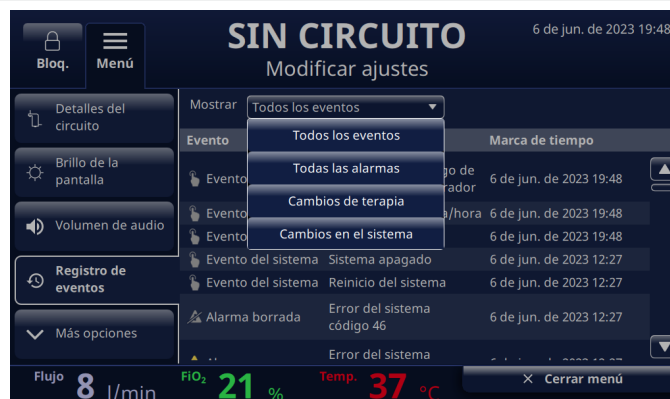 Bloq.
Menú
SIN CIRCUITO
Modificar ajustes
6 de jun. de 2023 19:48
Detalles del
circuito
Brillo de la
pantalla
Volumen de audio
Registro de
eventos
Más opciones
Mostrar
Todos los eventos
Todos los eventos
Todas las alarmas
Cambios de terapia
Cambios en el sistema
Evento
Marca de tiempo
Evento
6 de jun. de 2023 19:48
Evento
6 de jun. de 2023 19:48
Evento
6 de jun. de 2023 19:48
Evento del sistema Sistema apagado 6 de jun. de 2023 12:27
Evento del sistema Reinicio del sistema 6 de jun. de 2023 12:27
Alarma borrada
Error del sistema
código 46
6 de jun. de 2023 12:27
Error del sistema
Flujo 8 l/min
FiO₂ 21 %
Temp. 37 °C
× Cerrar menú